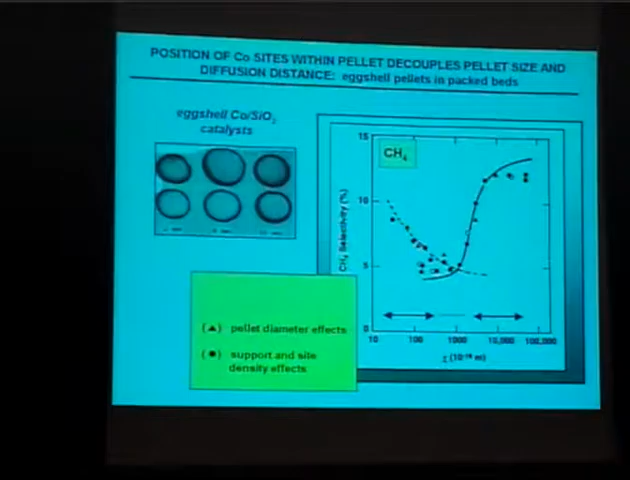 POSITION OF Co SITES WITHIN PELLET DECOUPLES PELLET SIZE AND
DIFFUSION DISTANCE: eggshell pellets in packed beds
eggshell Co/SiO2
catalysts
15
CH4
10
CH4 Selectivity (%)
5
0
10 100 1000 10,000 100,000
(▲) pellet diameter effects
(●) support and site
density effects